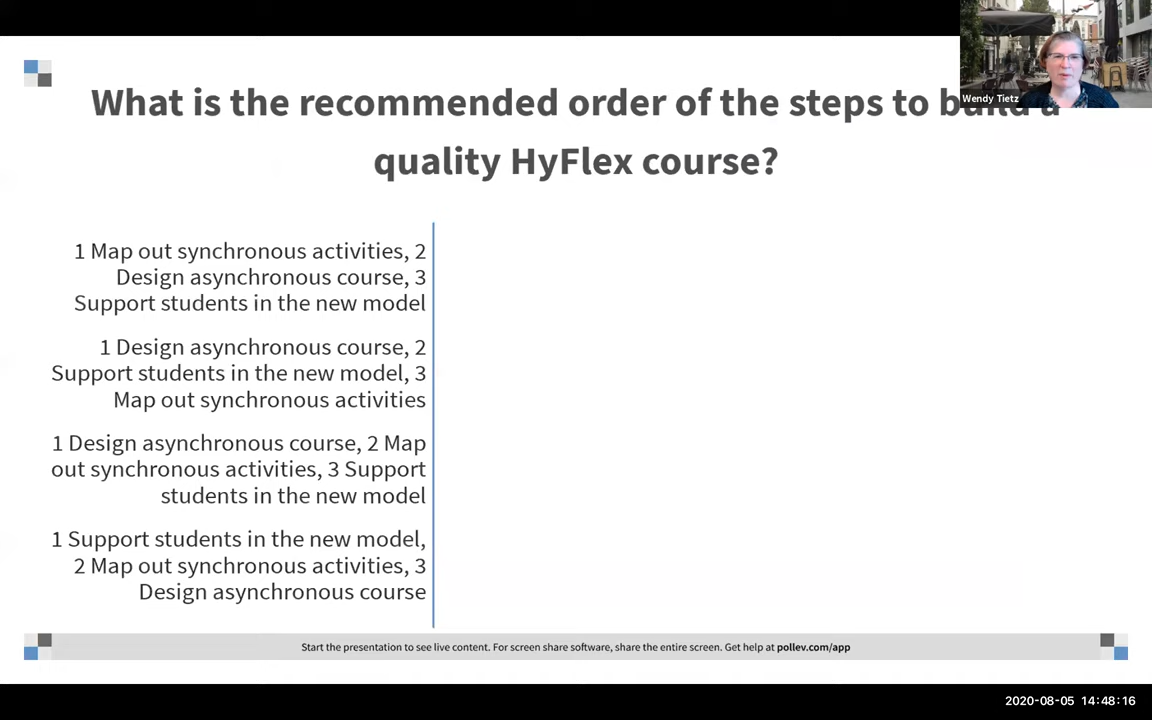 What is the recommended order of the steps to build a
quality HyFlex course?
Wendy Tietz
1 Map out synchronous activities, 2
Design asynchronous course, 3
Support students in the new model
1 Design asynchronous course, 2
Support students in the new model, 3
Map out synchronous activities
1 Design asynchronous course, 2 Map
out synchronous activities, 3 Support
students in the new model
1 Support students in the new model,
2 Map out synchronous activities, 3
Design asynchronous course
Start the presentation to see live content. For screen share software, share the entire screen. Get help at pollev.com/app
2020-08-05 14:48:16